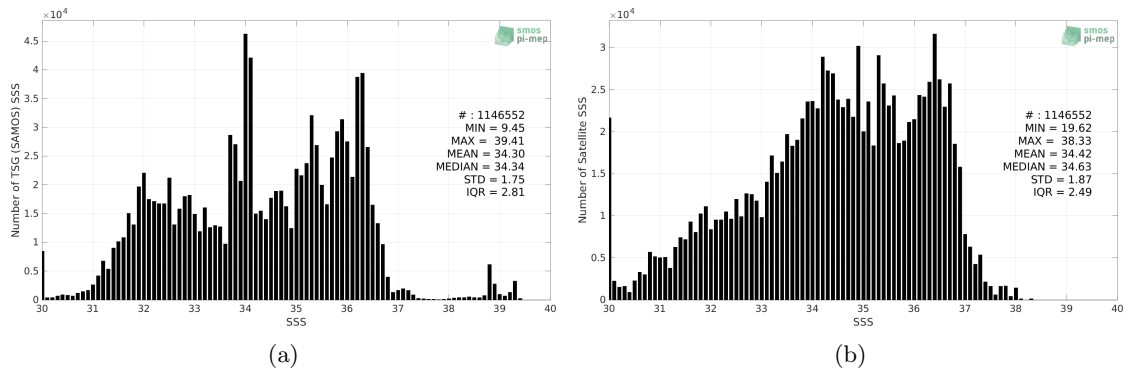 ×10⁴
smos
pi-mep
4.5
4
3.5
3
2.5
2
1.5
1
0.5
0
Number of TSG (SAMOS) SSS
# : 1146552
MIN = 9.45
MAX = 39.41
MEAN = 34.30
MEDIAN = 34.34
STD = 1.75
IQR = 2.81
30 31 32 33 34 35 36 37 38 39 40
SSS
(a)
×10⁴
smos
pi-mep
3
2.5
2
1.5
1
0.5
0
Number of Satellite SSS
# : 1146552
MIN = 19.62
MAX = 38.33
MEAN = 34.42
MEDIAN = 34.63
STD = 1.87
IQR = 2.49
30 31 32 33 34 35 36 37 38 39 40
SSS
(b)